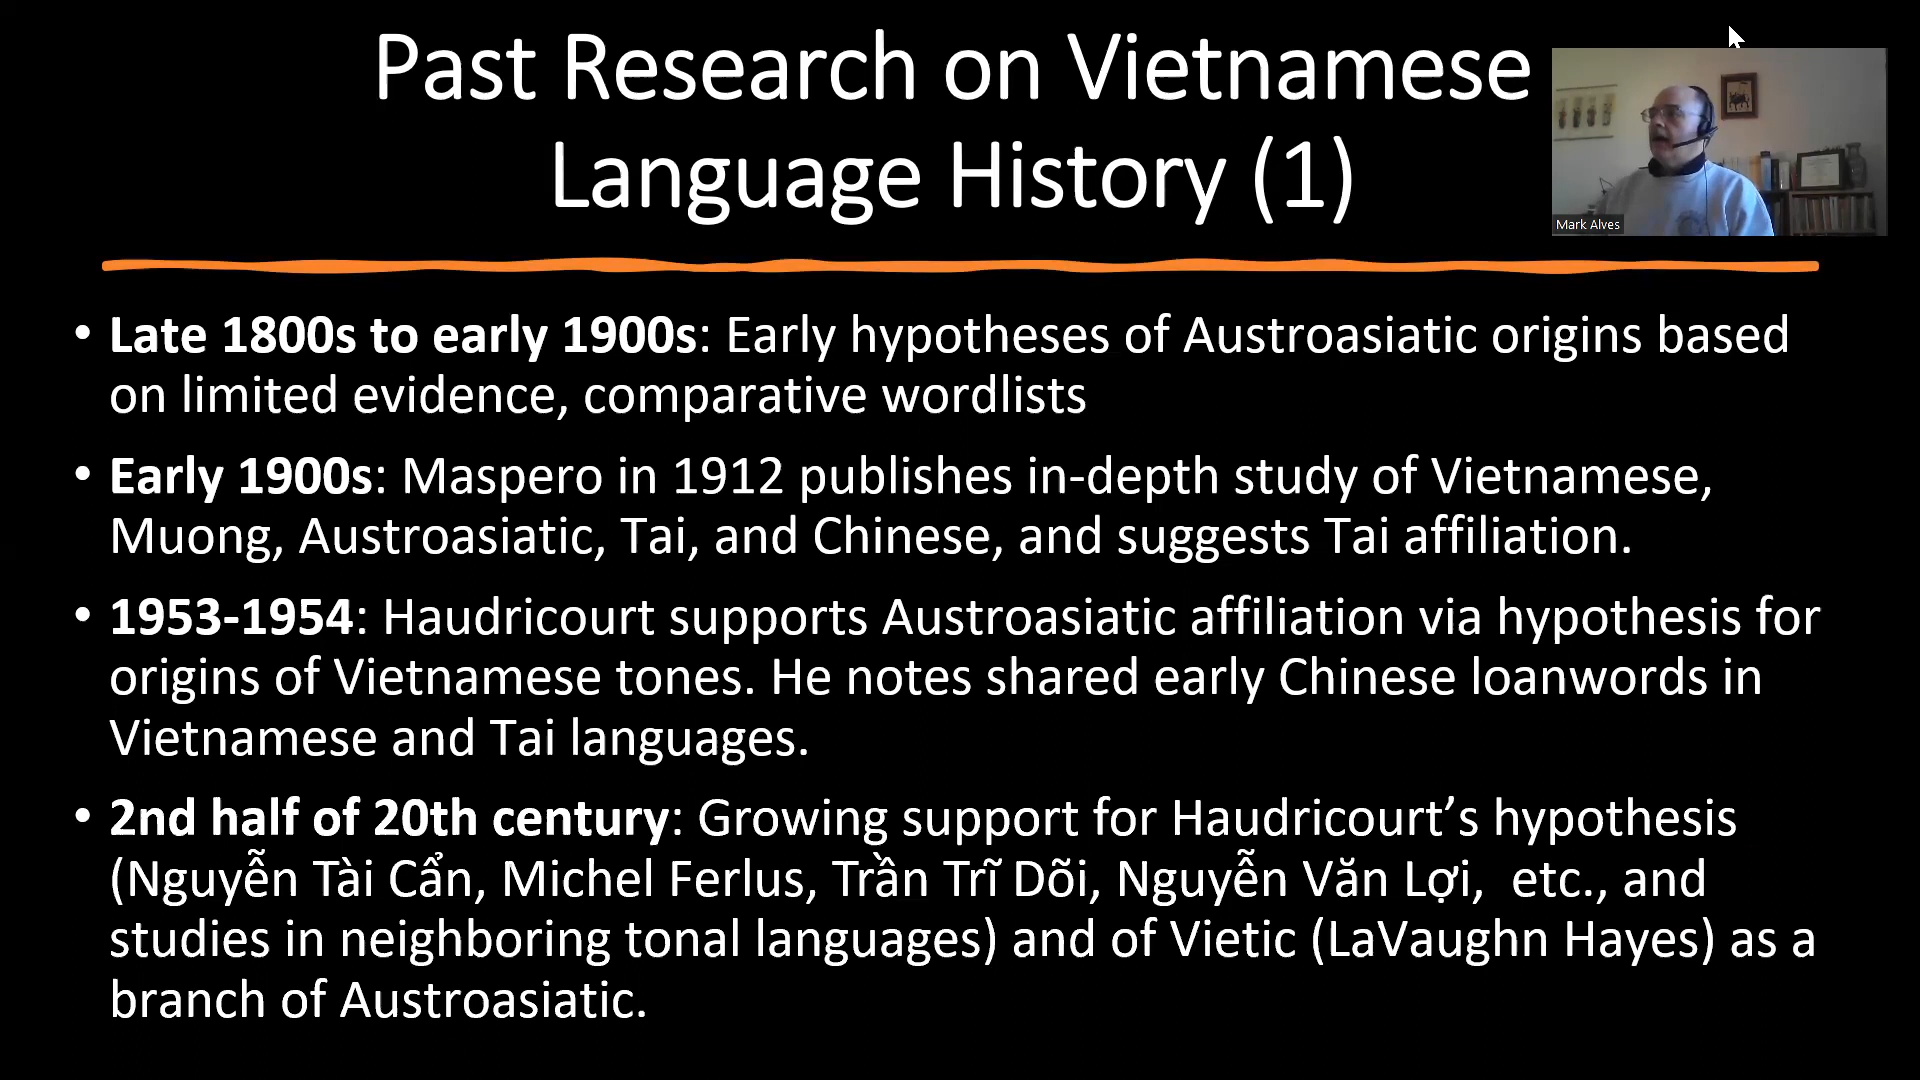 Past Research on Vietnamese
Language History (1)
Mark Alves
• Late 1800s to early 1900s: Early hypotheses of Austroasiatic origins based
on limited evidence, comparative wordlists
• Early 1900s: Maspero in 1912 publishes in-depth study of Vietnamese,
Muong, Austroasiatic, Tai, and Chinese, and suggests Tai affiliation.
• 1953-1954: Haudricourt supports Austroasiatic affiliation via hypothesis for
origins of Vietnamese tones. He notes shared early Chinese loanwords in
Vietnamese and Tai languages.
• 2nd half of 20th century: Growing support for Haudricourt’s hypothesis
(Nguyễn Tài Cẩn, Michel Ferlus, Trần Trĩ Dõi, Nguyễn Văn Lợi,  etc., and
studies in neighboring tonal languages) and of Vietic (LaVaughn Hayes) as a
branch of Austroasiatic.